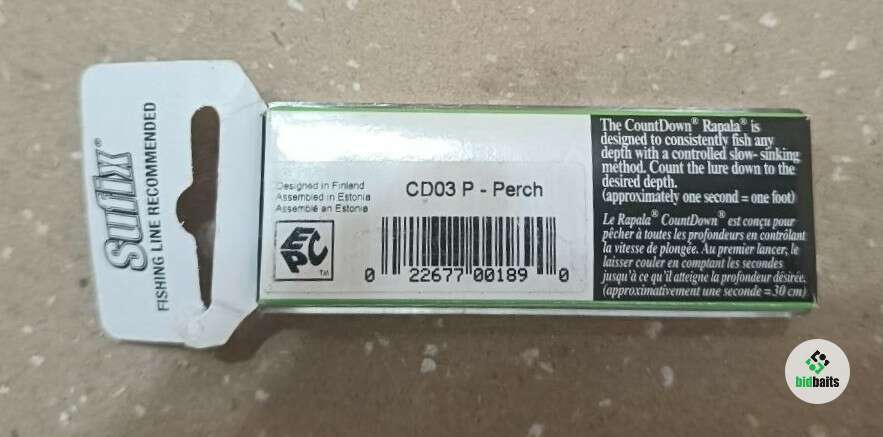 Sufix®
FISHING LINE RECOMMENDED
Designed in Finland
Assembled in Estonia
Assemblé an Estonia
CD03 P - Perch
EPC
TM
0 22677 00189 0
The CountDown® Rapala® is
designed to consistently fish any
depth with a controlled slow- sinking
method. Count the lure down to the
desired depth.
(approximately one second = one foot)
Le Rapala® CountDown® est conçu pour
pêcher à toutes les profondeurs en contrôlant
la vitesse de plongée. Au premier lancer, le
laisser couler en comptant les secondes
jusqu'à ce qu'il atteigne la profondeur désirée.
(approximativement une seconde = 30 cm)
bidbaits